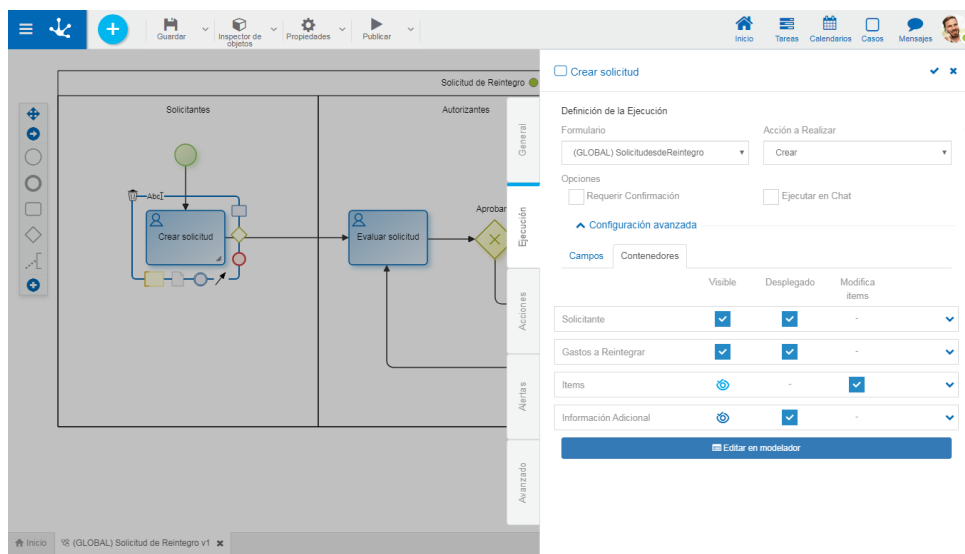 Guardar
Inspector de
objetos
Propiedades
Publicar
Inicio
Tareas
Calendarios
Casos
Mensajes
Solicitud de Reintegro
Solicitantes
Autorizantes
Abc
Crear solicitud
Evaluar solicitud
Aprobar
General
Ejecución
Acciones
Alertas
Avanzado
Crear solicitud
Definición de la Ejecución
Formulario
Acción a Realizar
(GLOBAL) SolicitudesdeReintegro
Crear
Opciones
Requerir Confirmación
Ejecutar en Chat
Configuración avanzada
Campos
Contenedores
Visible
Desplegado
Modifica
items
Solicitante
-
Gastos a Reintegrar
-
Items
-
Información Adicional
-
Editar en modelador
Inicio
(GLOBAL) Solicitud de Reintegro v1